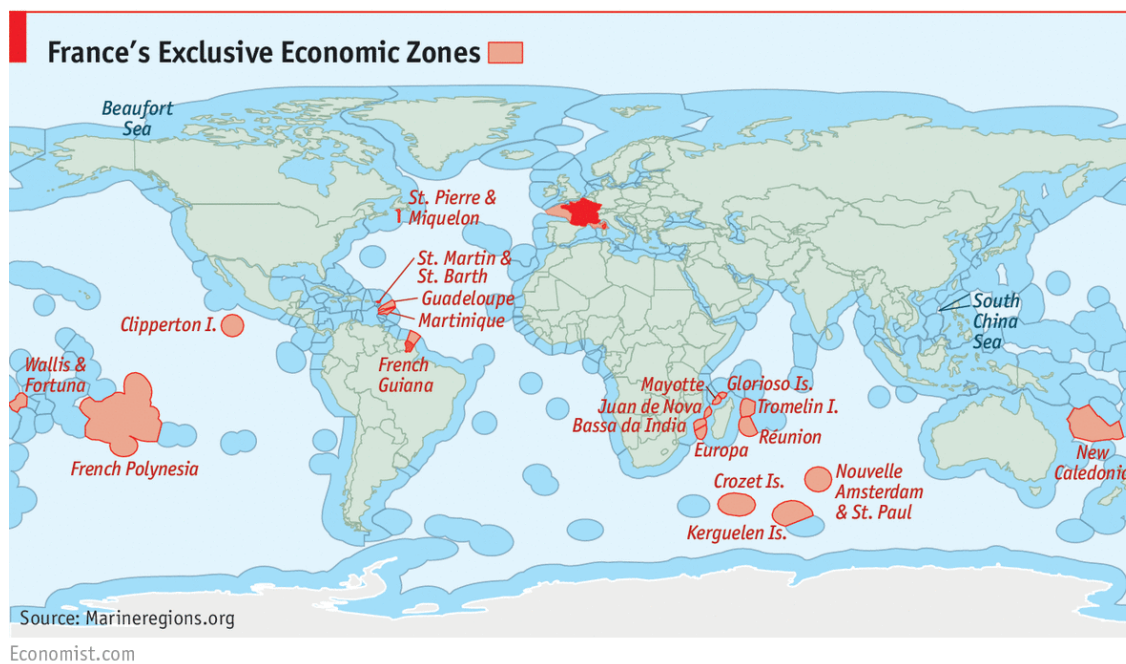 France's Exclusive Economic Zones
Beaufort
Sea
St. Pierre &
Miquelon
St. Martin &
St. Barth
Guadeloupe
Martinique
Clipperton I.
French
Guiana
Wallis &
Fortuna
French Polynesia
South
China
Sea
Mayotte
Glorioso Is.
Juan de Nova
Tromelin I.
Bassa da India
Réunion
Europa
New
Caledonia
Crozet Is.
Nouvelle
Amsterdam
& St. Paul
Kerguelen Is.
Source: Marineregions.org
Economist.com